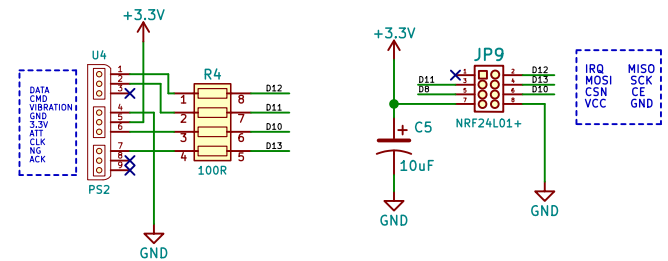 +3.3V
U4
1
2
3
4
5
6
7
8
9
PS2
DATA
CMD
VIBRATION
GND
3.3V
ATT
CLK
NG
ACK
R4
1
2
3
4
8
7
6
5
100R
D12
D11
D10
D13
GND
+3.3V
JP9
1
3
5
7
2
4
6
8
D11
D8
D12
D13
D10
NRF24L01+
+
C5
10uF
GND
GND
IRQ MISO
MOSI SCK
CSN CE
VCC GND